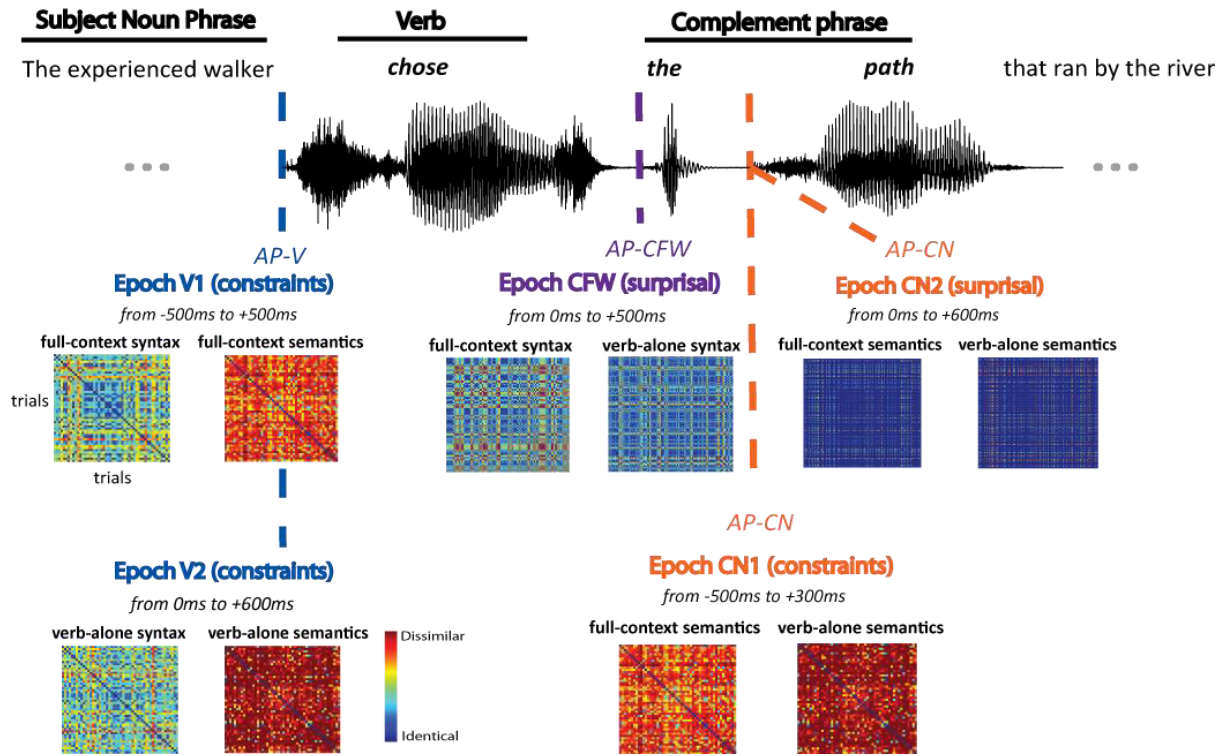 Subject Noun Phrase
Verb
Complement phrase
The experienced walker
chose
the
path
that ran by the river
AP-V
AP-CFW
AP-CN
Epoch V1 (constraints)
Epoch CFW (surprisal)
Epoch CN2 (surprisal)
from -500ms to +500ms
from 0ms to +500ms
from 0ms to +600ms
full-context syntax
full-context semantics
full-context syntax
verb-alone syntax
full-context semantics
verb-alone semantics
trials
trials
AP-CN
Epoch V2 (constraints)
Epoch CN1 (constraints)
from 0ms to +600ms
from -500ms to +300ms
verb-alone syntax
verb-alone semantics
full-context semantics
verb-alone semantics
Dissimilar
Identical